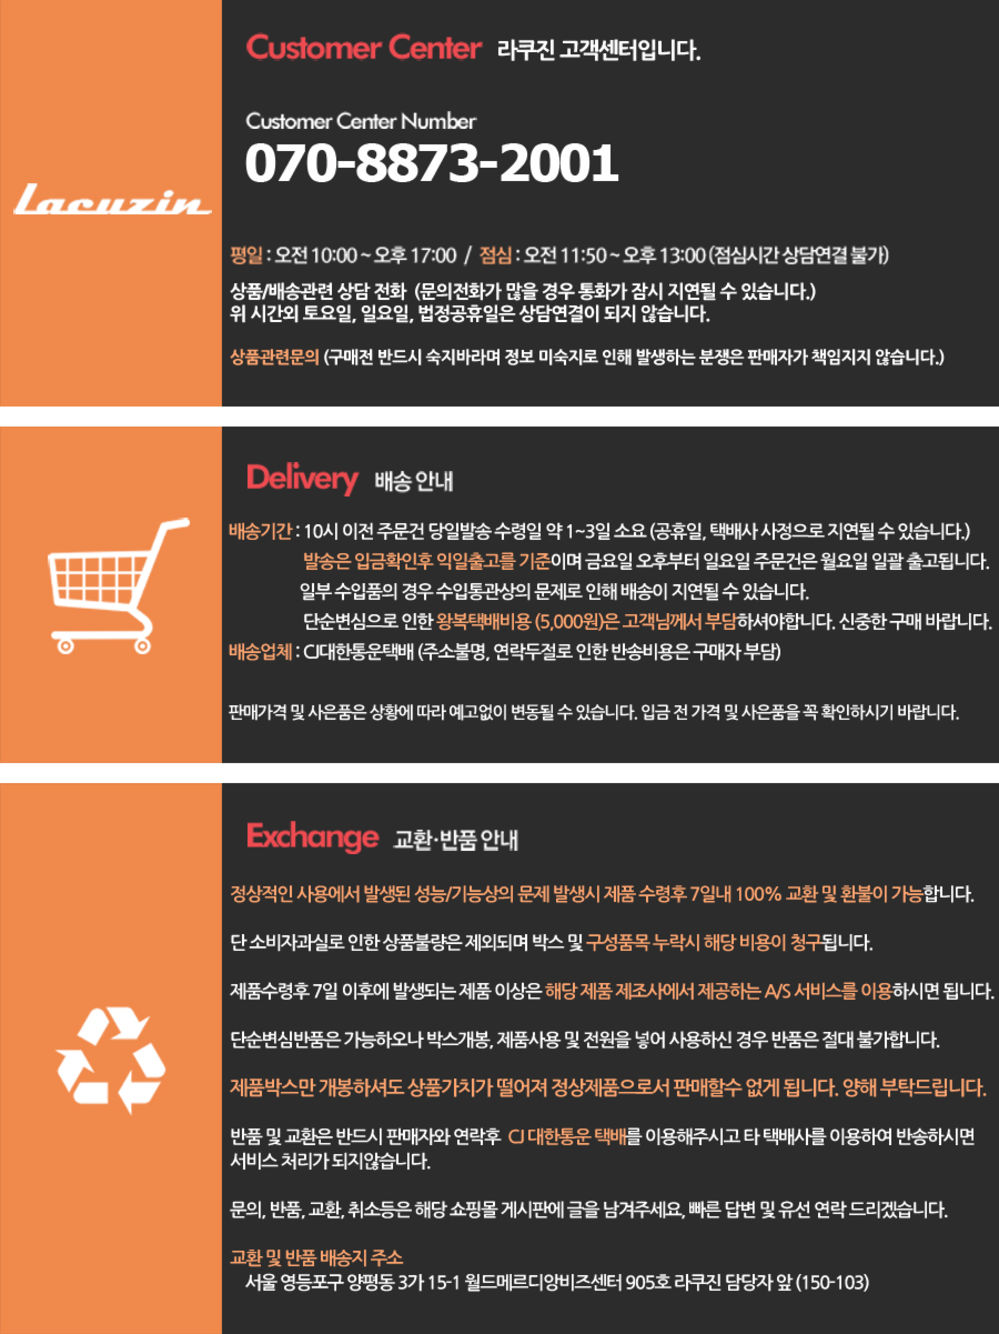 Customer Center 라쿠진 고객센터입니다.
Customer Center Number
070-8873-2001
Lacuzin
평일 : 오전 10:00 ~ 오후 17:00 / 점심 : 오전 11:50 ~ 오후 13:00 (점심시간 상담연결 불가)
상품/배송관련 상담 전화 (문의전화가 많을 경우 통화가 잠시 지연될 수 있습니다.)
위 시간외 토요일, 일요일, 법정공휴일은 상담연결이 되지 않습니다.
상품관련문의 (구매전 반드시 숙지바라며 정보 미숙지로 인해 발생하는 분쟁은 판매자가 책임지지 않습니다.)
Delivery 배송 안내
배송기간 : 10시 이전 주문건 당일발송 수령일 약 1~3일 소요 (공휴일, 택배사 사정으로 지연될 수 있습니다.)
발송은 입금확인후 익일출고를 기준이며 금요일 오후부터 일요일 주문건은 월요일 일괄 출고됩니다.
일부 수입품의 경우 수입통관상의 문제로 인해 배송이 지연될 수 있습니다.
단순변심으로 인한 왕복택배비용 (5,000원)은 고객님께서 부담하셔야합니다. 신중한 구매 바랍니다.
배송업체 : CJ대한통운택배 (주소불명, 연락두절로 인한 반송비용은 구매자 부담)
판매가격 및 사은품은 상황에 따라 예고없이 변동될 수 있습니다. 입금 전 가격 및 사은품을 꼭 확인하시기 바랍니다.
Exchange 교환·반품 안내
정상적인 사용에서 발생된 성능/기능상의 문제 발생시 제품 수령후 7일내 100% 교환 및 환불이 가능합니다.
단 소비자과실로 인한 상품불량은 제외되며 박스 및 구성품목 누락시 해당 비용이 청구됩니다.
제품수령후 7일 이후에 발생되는 제품 이상은 해당 제품 제조사에서 제공하는 A/S 서비스를 이용하시면 됩니다.
단순변심반품은 가능하오나 박스개봉, 제품사용 및 전원을 넣어 사용하신 경우 반품은 절대 불가합니다.
제품박스만 개봉하셔도 상품가치가 떨어져 정상제품으로서 판매할수 없게 됩니다. 양해 부탁드립니다.
반품 및 교환은 반드시 판매자와 연락후 CJ 대한통운 택배를 이용해주시고 타 택배사를 이용하여 반송하시면
서비스 처리가 되지않습니다.
문의, 반품, 교환, 취소등은 해당 쇼핑몰 게시판에 글을 남겨주세요, 빠른 답변 및 유선 연락 드리겠습니다.
교환 및 반품 배송지 주소
서울 영등포구 양평동 3가 15-1 월드메르디앙비즈센터 905호 라쿠진 담당자 앞 (150-103)